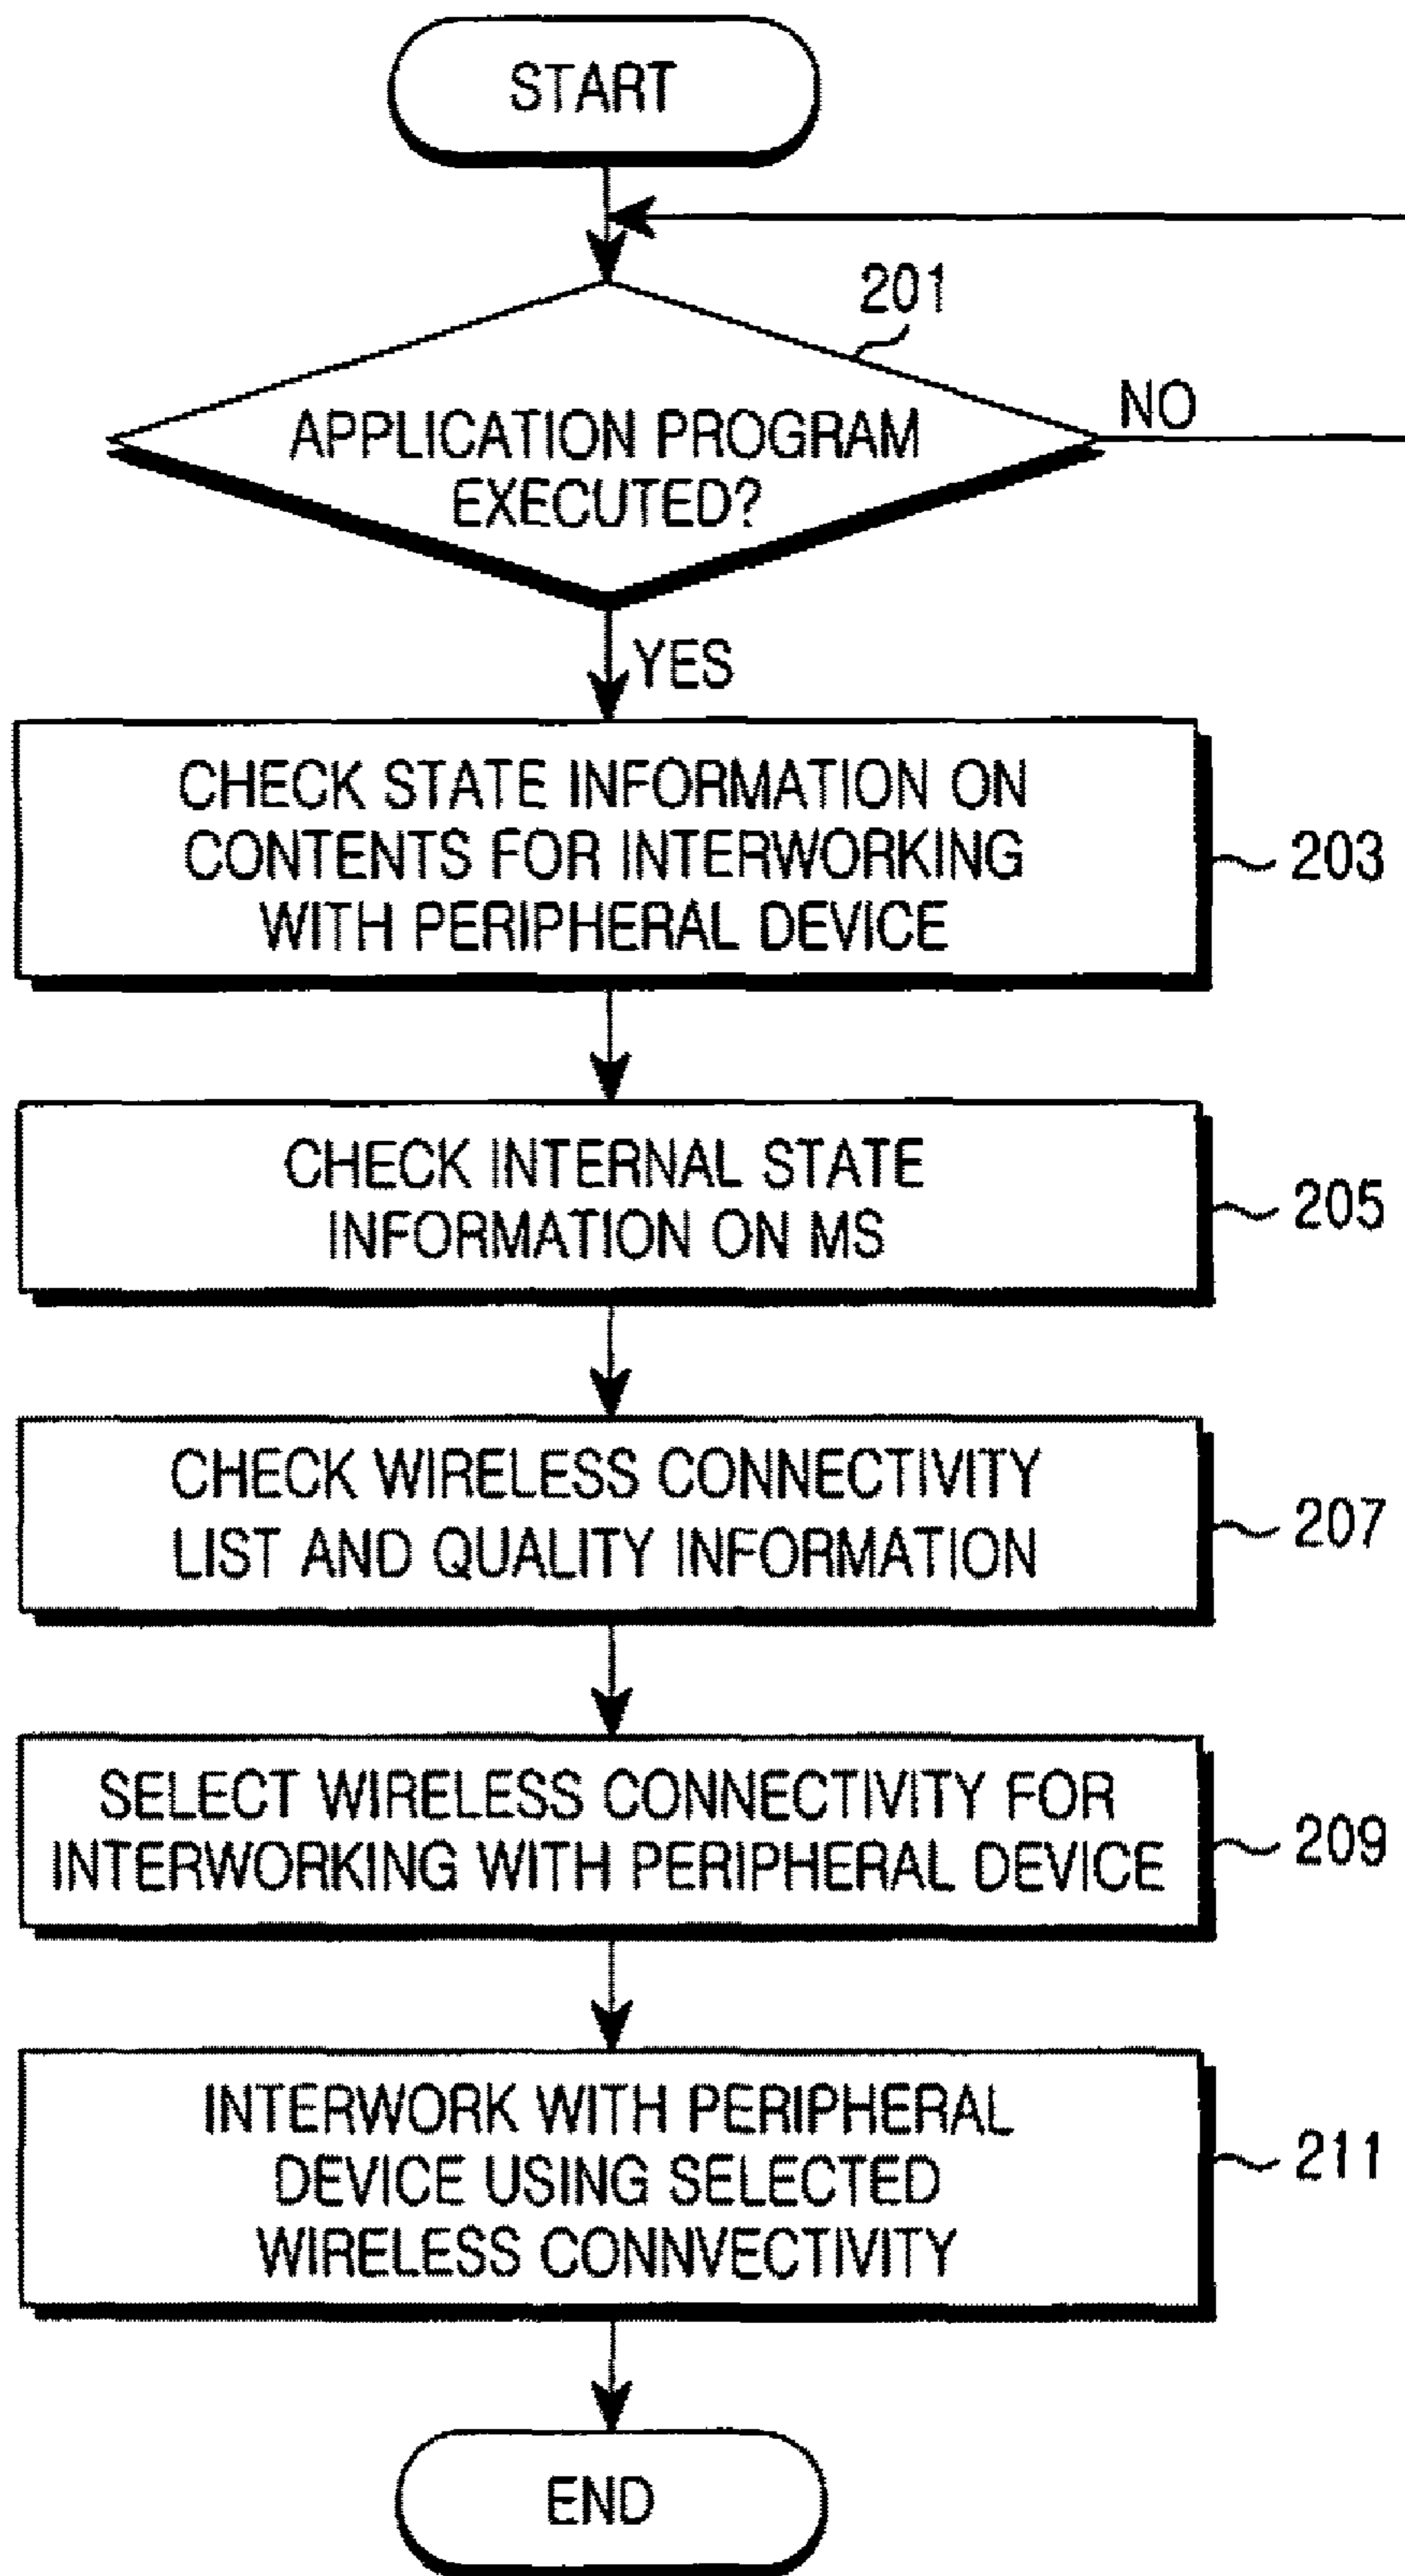 START
201
APPLICATION PROGRAM
EXECUTED?
NO
YES
CHECK STATE INFORMATION ON
CONTENTS FOR INTERWORKING
WITH PERIPHERAL DEVICE
203
CHECK INTERNAL STATE
INFORMATION ON MS
205
CHECK WIRELESS CONNECTIVITY
LIST AND QUALITY INFORMATION
207
SELECT WIRELESS CONNECTIVITY FOR
INTERWORKING WITH PERIPHERAL DEVICE
209
INTERWORK WITH PERIPHERAL
DEVICE USING SELECTED
WIRELESS CONNVECTIVITY
211
END